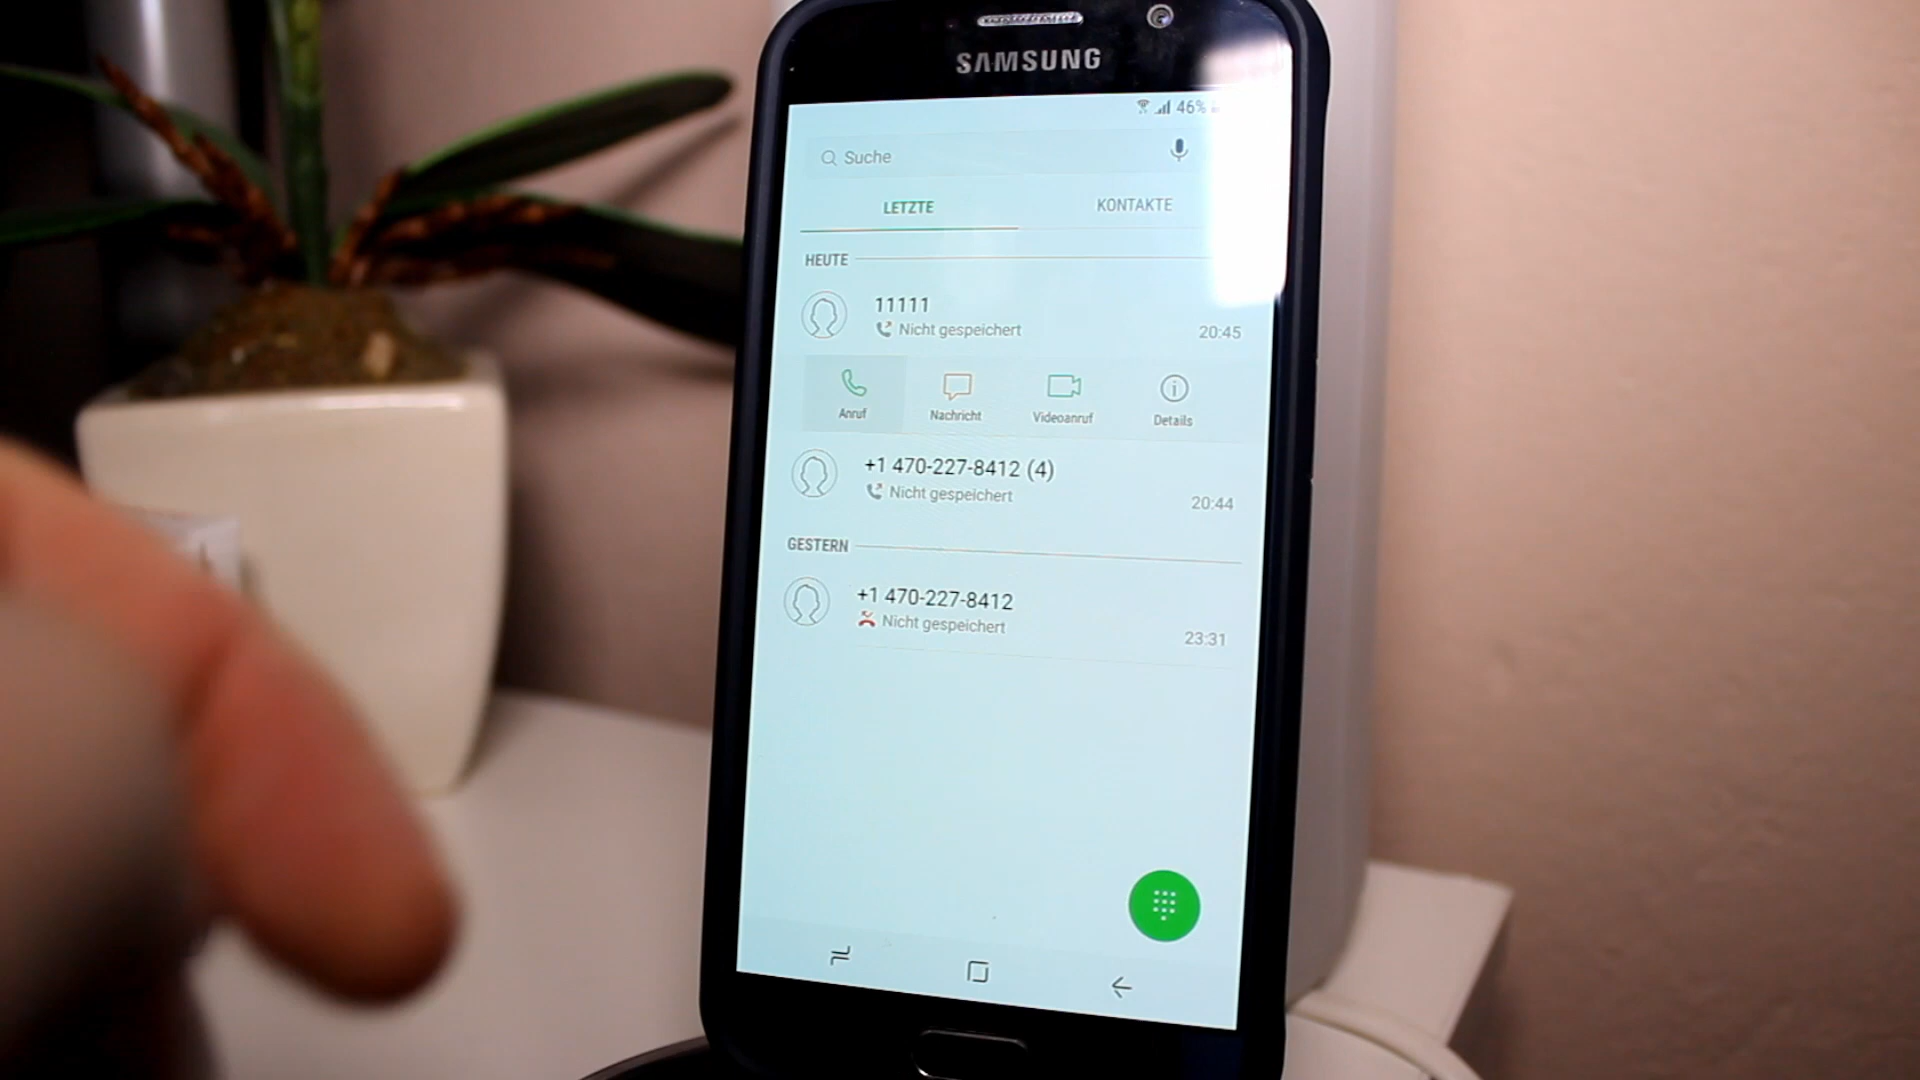 SAMSUNG
46%
Suche
LETZTE KONTAKTE
HEUTE
11111
Nicht gespeichert 20:45
Anruf Nachricht Videoanruf Details
+1 470-227-8412 (4)
Nicht gespeichert 20:44
GESTERN
+1 470-227-8412
Nicht gespeichert 23:31